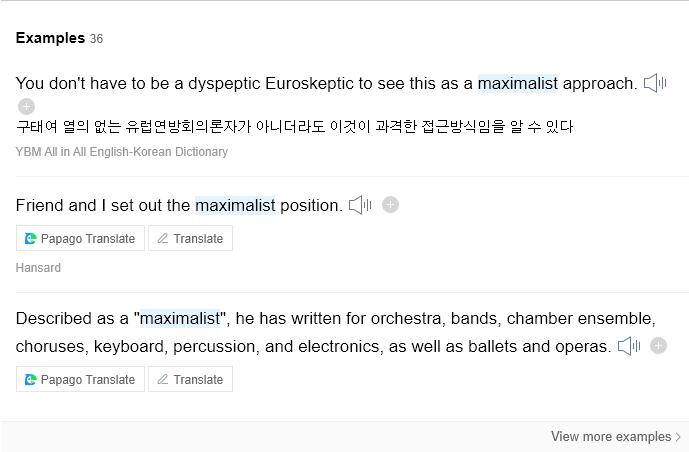 Examples 36
You don't have to be a dyspeptic Euroskeptic to see this as a maximalist approach.
구태여 열의 없는 유럽연방회의론자가 아니더라도 이것이 과격한 접근방식임을 알 수 있다
YBM All in All English-Korean Dictionary
Friend and I set out the maximalist position.
Papago Translate Translate
Hansard
Described as a "maximalist", he has written for orchestra, bands, chamber ensemble,
choruses, keyboard, percussion, and electronics, as well as ballets and operas.
Papago Translate Translate
View more examples